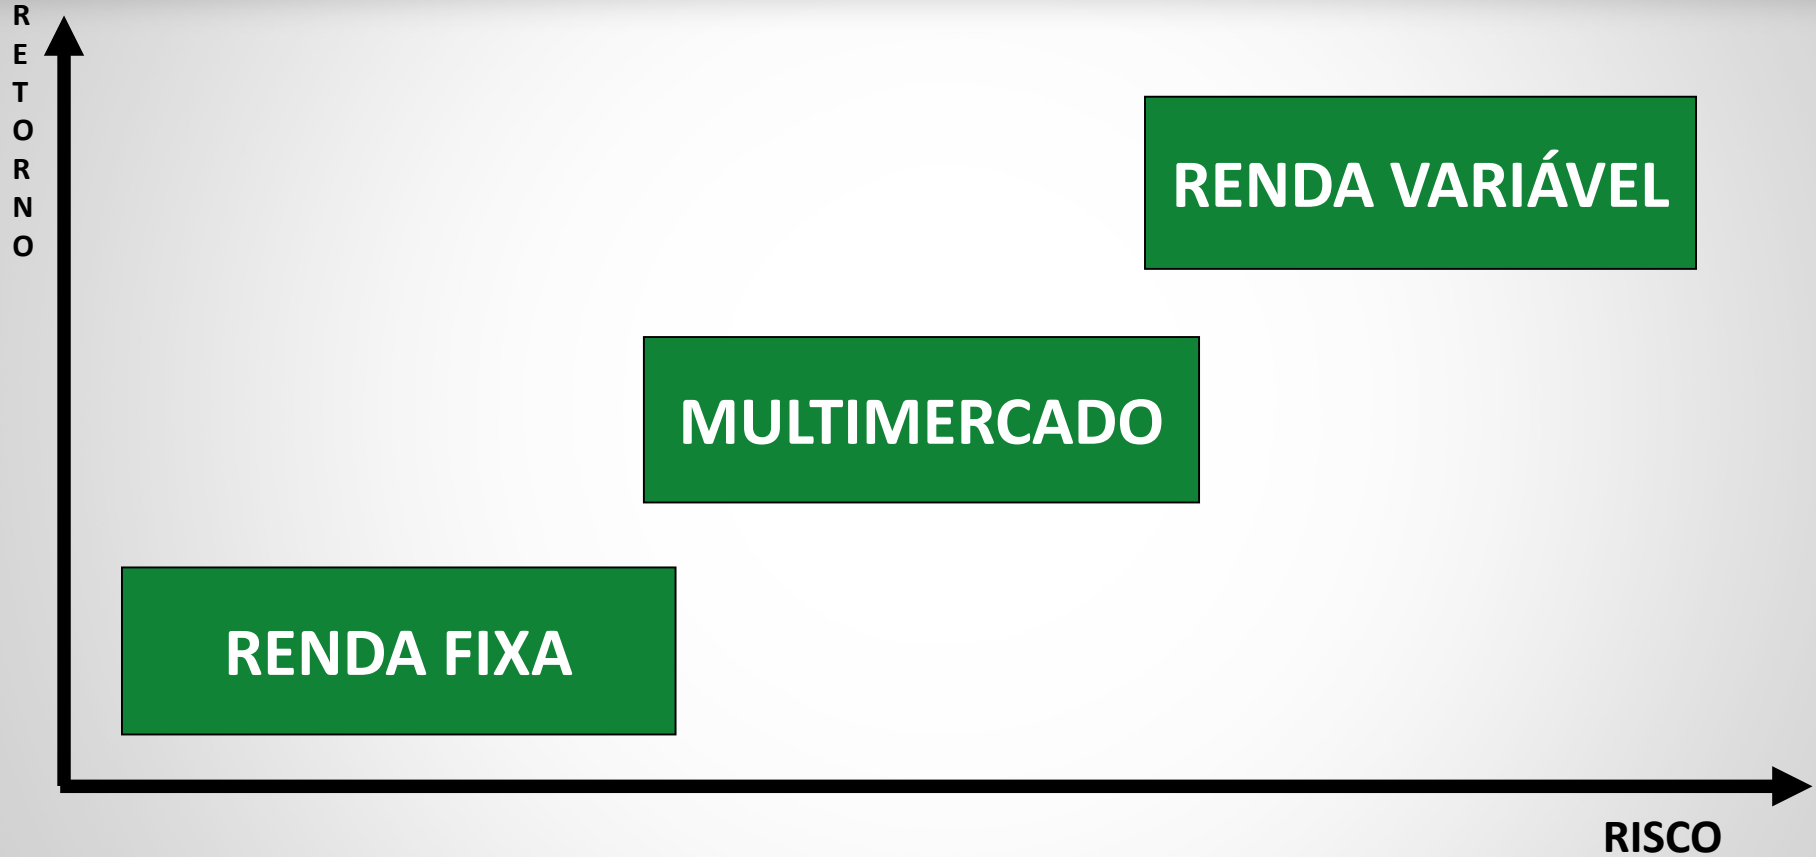 RETORNO
RENDA VARIÁVEL
MULTIMERCADO
RENDA FIXA
RISCO